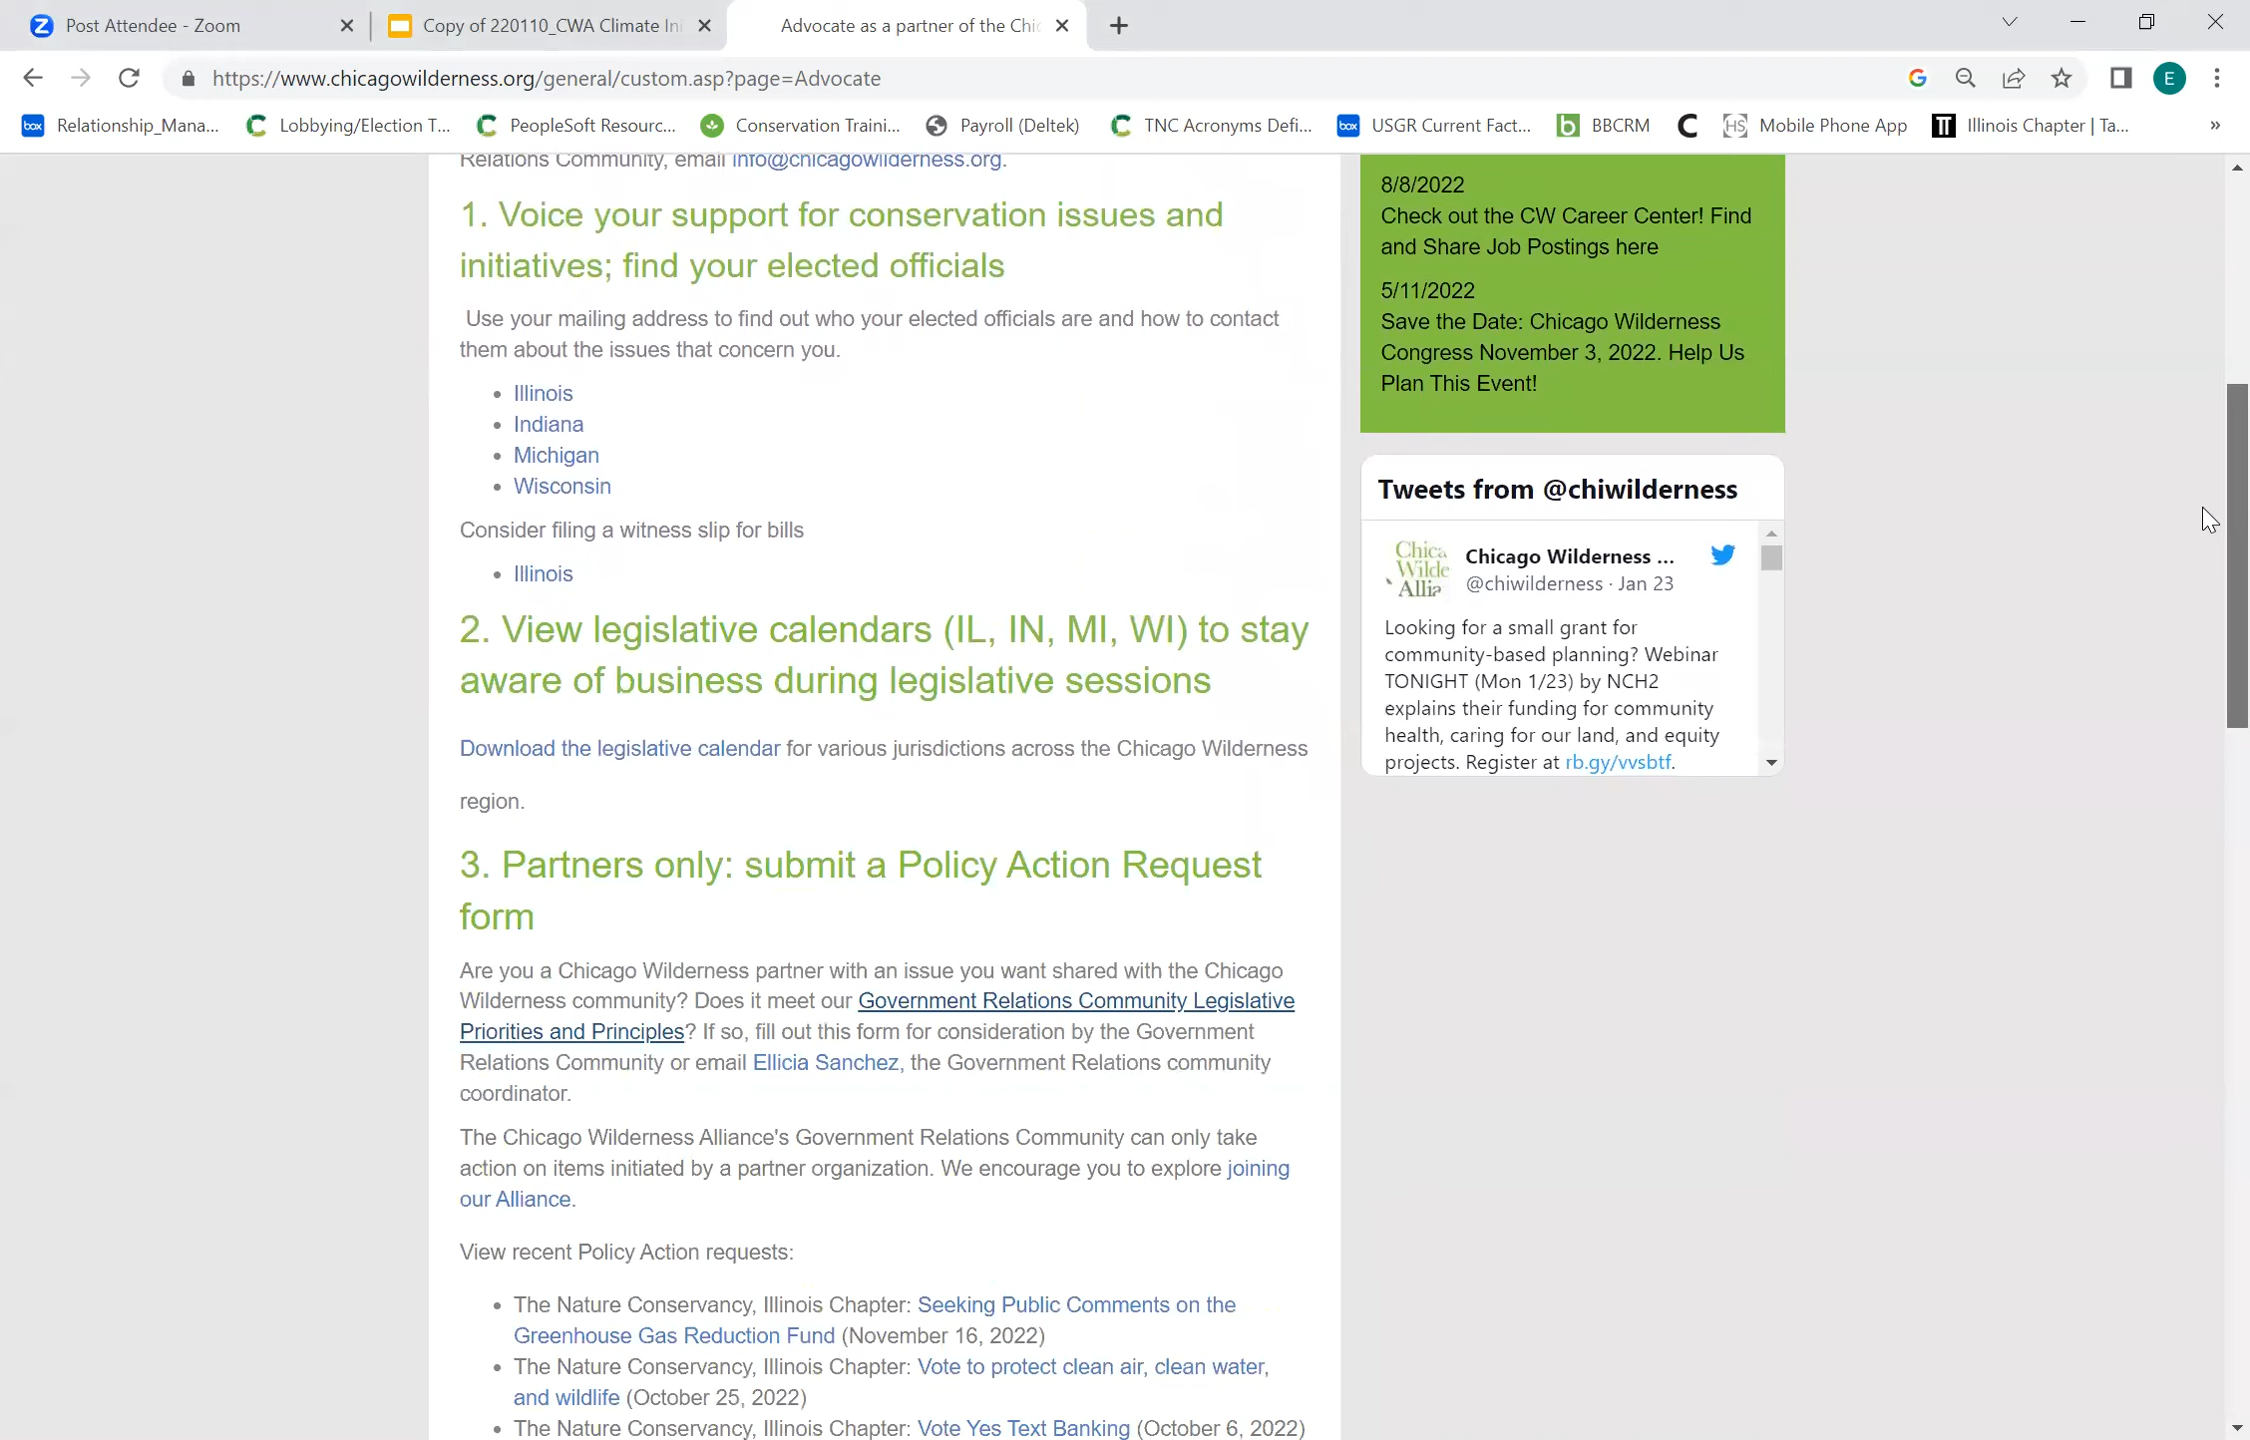 Post Attendee - Zoom
Copy of 220110_CWA Climate Ini
Advocate as a partner of the Chic
https://www.chicagowilderness.org/general/custom.asp?page=Advocate
E
box Relationship_Mana...
Lobbying/Election T...
PeopleSoft Resourc...
Conservation Traini...
Payroll (Deltek)
TNC Acronyms Defi...
box USGR Current Fact...
BBCRM
HS Mobile Phone App
Illinois Chapter | Ta...
»
Relations Community, email info@chicagowilderness.org.
1. Voice your support for conservation issues and
initiatives; find your elected officials
Use your mailing address to find out who your elected officials are and how to contact
them about the issues that concern you.
• Illinois
• Indiana
• Michigan
• Wisconsin
Consider filing a witness slip for bills
• Illinois
2. View legislative calendars (IL, IN, MI, WI) to stay
aware of business during legislative sessions
Download the legislative calendar for various jurisdictions across the Chicago Wilderness
region.
3. Partners only: submit a Policy Action Request
form
Are you a Chicago Wilderness partner with an issue you want shared with the Chicago
Wilderness community? Does it meet our Government Relations Community Legislative
Priorities and Principles? If so, fill out this form for consideration by the Government
Relations Community or email Ellicia Sanchez, the Government Relations community
coordinator.
The Chicago Wilderness Alliance's Government Relations Community can only take
action on items initiated by a partner organization. We encourage you to explore joining
our Alliance.
View recent Policy Action requests:
• The Nature Conservancy, Illinois Chapter: Seeking Public Comments on the
Greenhouse Gas Reduction Fund (November 16, 2022)
• The Nature Conservancy, Illinois Chapter: Vote to protect clean air, clean water,
and wildlife (October 25, 2022)
• The Nature Conservancy, Illinois Chapter: Vote Yes Text Banking (October 6, 2022)
8/8/2022
Check out the CW Career Center! Find
and Share Job Postings here
5/11/2022
Save the Date: Chicago Wilderness
Congress November 3, 2022. Help Us
Plan This Event!
Tweets from @chiwilderness
Chica
Wilde
Allia
Chicago Wilderness ...
@chiwilderness · Jan 23
Looking for a small grant for
community-based planning? Webinar
TONIGHT (Mon 1/23) by NCH2
explains their funding for community
health, caring for our land, and equity
projects. Register at rb.gy/vvsbtf.